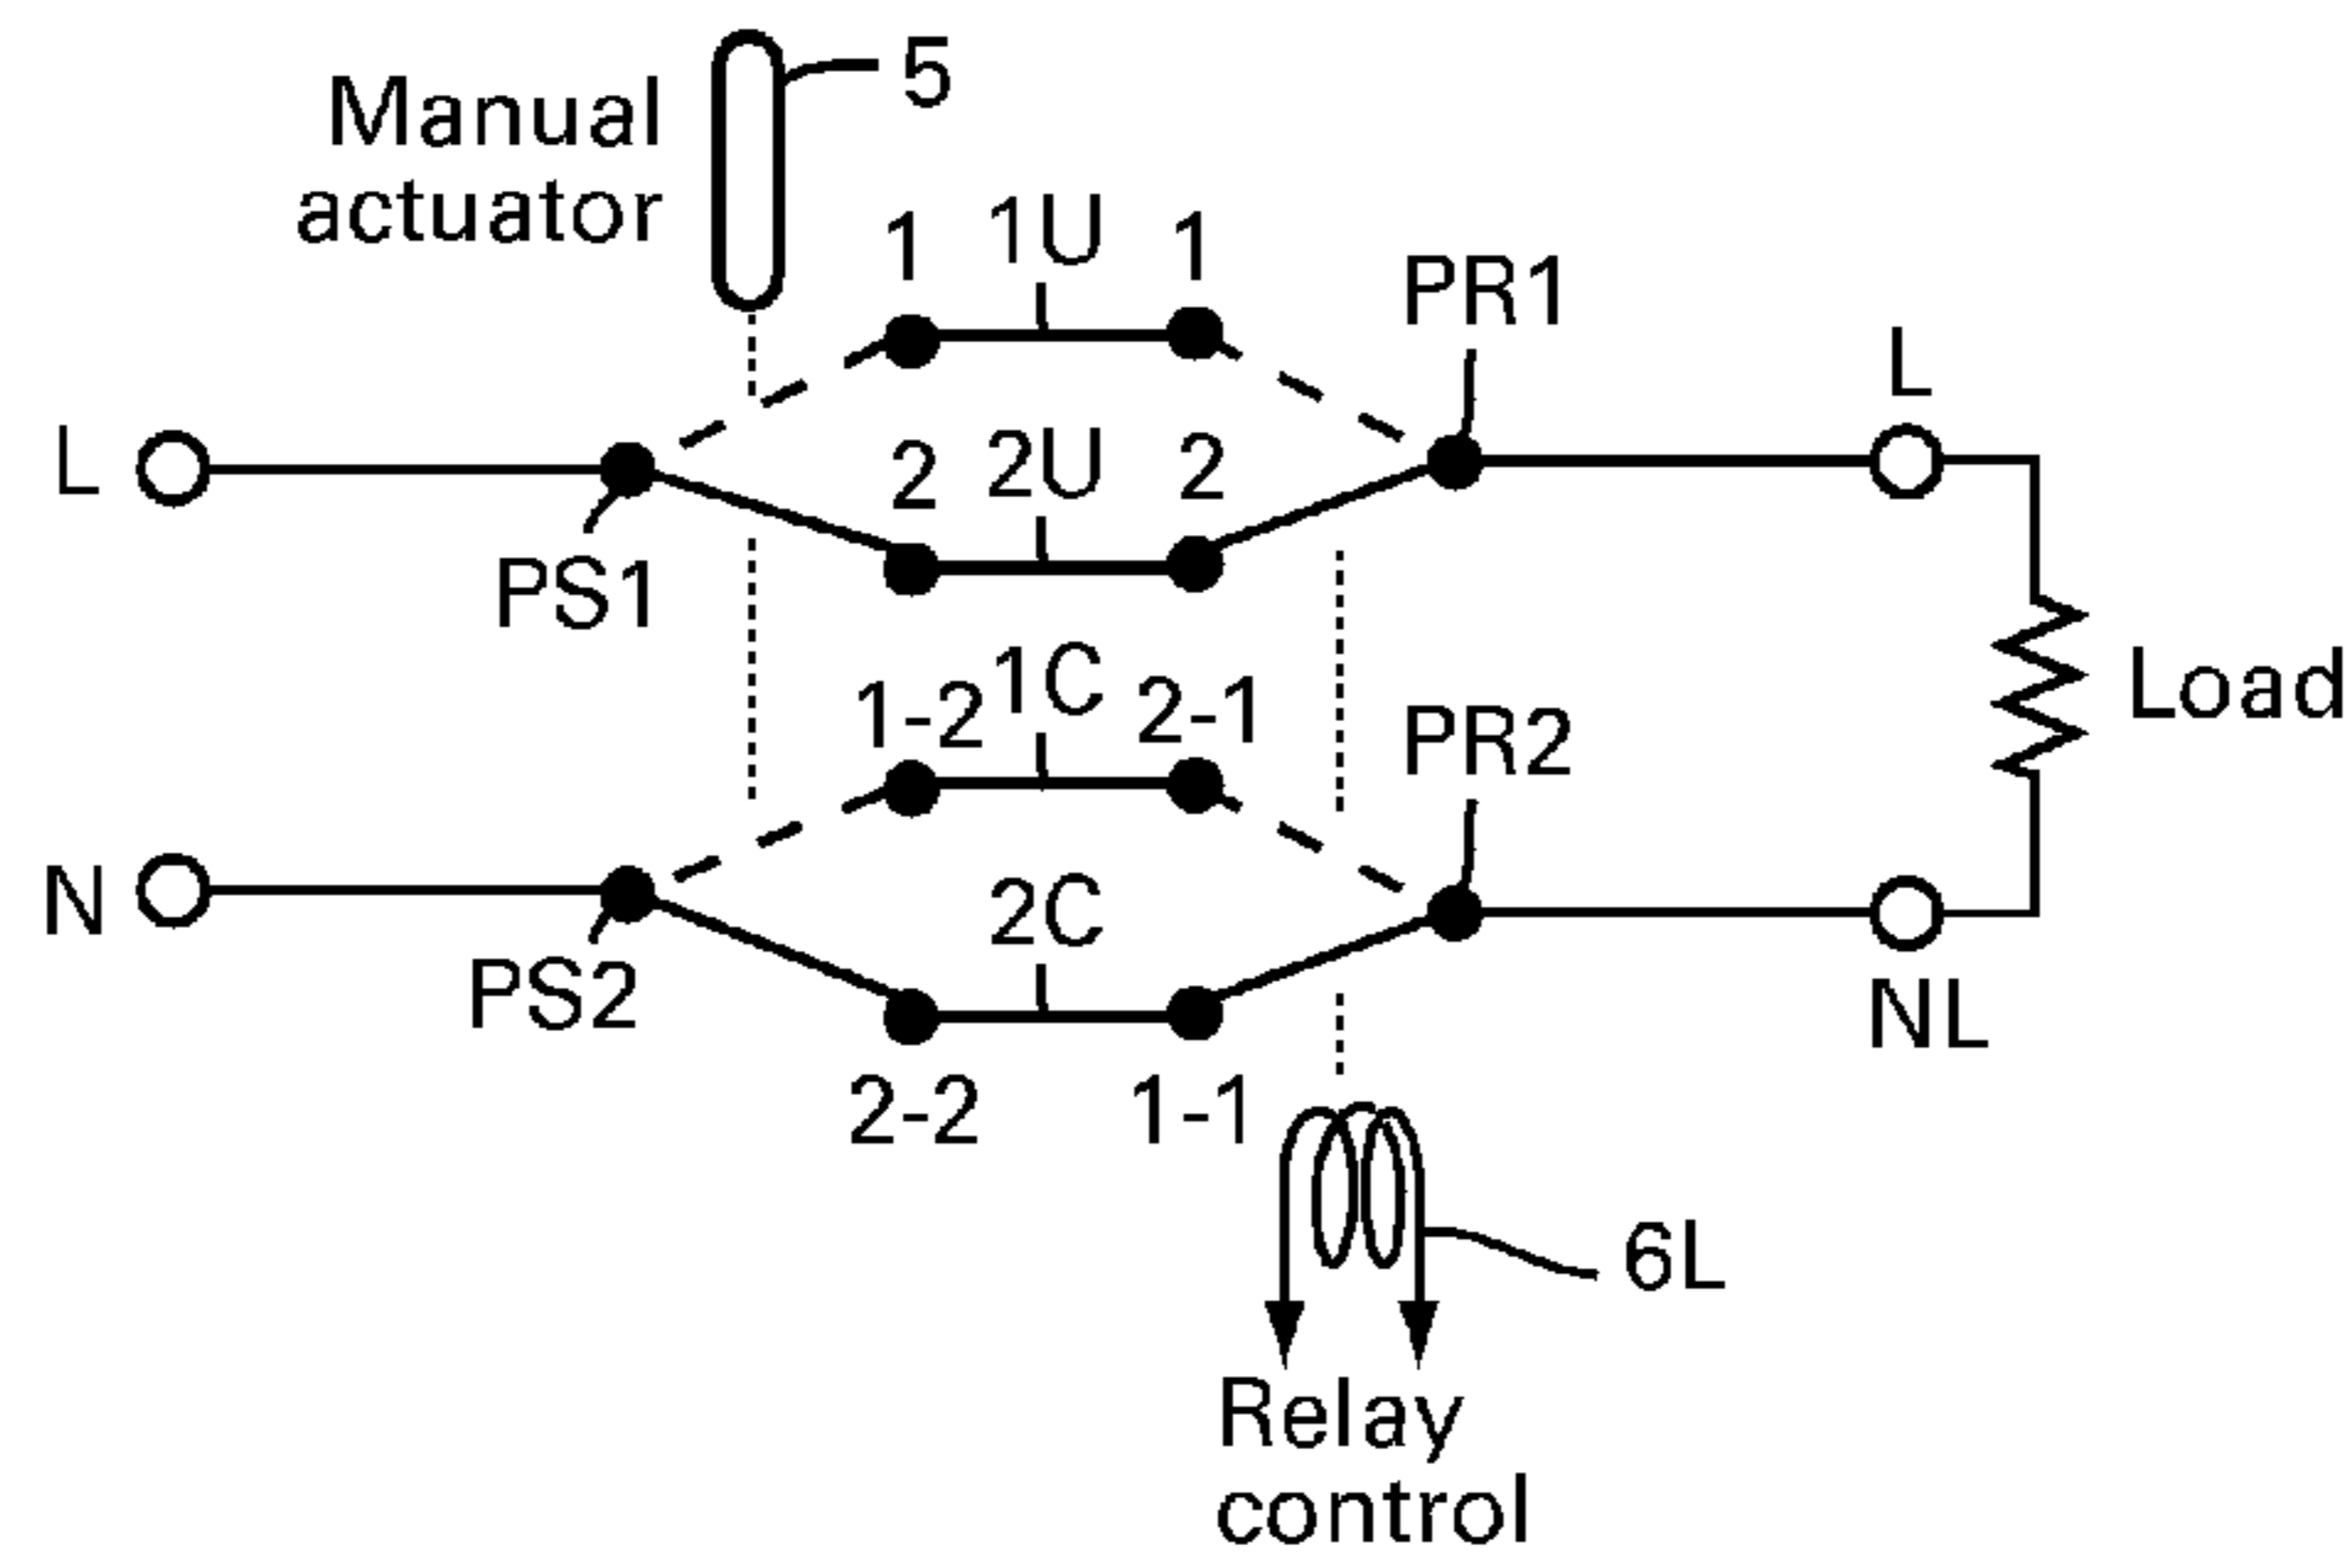 5
Manual
actuator
1 1U 1
PR1
L
L
2 2U 2
PS1
1-2 1C 2-1
Load
PR2
N
2C
PS2
NL
2-2 1-1
6L
Relay
control